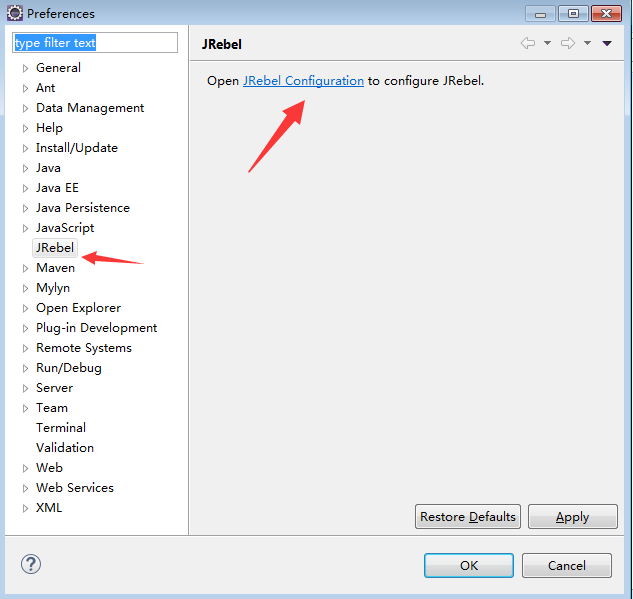 Preferences
type filter text
General
Ant
Data Management
Help
Install/Update
Java
Java EE
Java Persistence
JavaScript
JRebel
Maven
Mylyn
Open Explorer
Plug-in Development
Remote Systems
Run/Debug
Server
Team
Terminal
Validation
Web
Web Services
XML
JRebel
Open JRebel Configuration to configure JRebel.
Restore Defaults
Apply
?
OK
Cancel